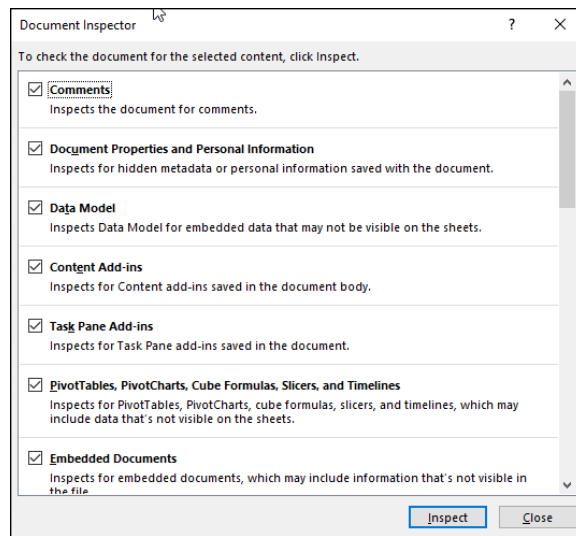 Document Inspector
?
To check the document for the selected content, click Inspect.
Comments
Inspects the document for comments.
Document Properties and Personal Information
Inspects for hidden metadata or personal information saved with the document.
Data Model
Inspects Data Model for embedded data that may not be visible on the sheets.
Content Add-ins
Inspects for Content add-ins saved in the document body.
Task Pane Add-ins
Inspects for Task Pane add-ins saved in the document.
PivotTables, PivotCharts, Cube Formulas, Slicers, and Timelines
Inspects for PivotTables, PivotCharts, cube formulas, slicers, and timelines, which may
include data that's not visible on the sheets.
Embedded Documents
Inspects for embedded documents, which may include information that's not visible in
the file
Inspect Close